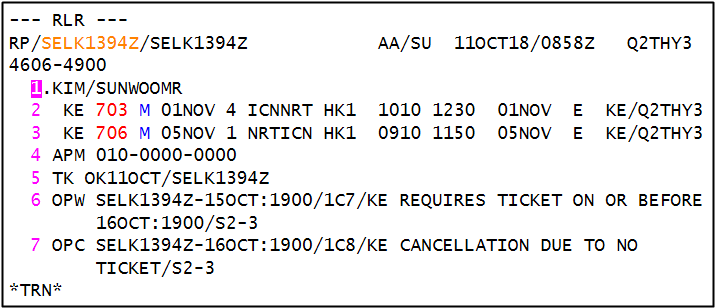 --- RLR ---
RP/SELK1394Z/SELK1394Z AA/SU 11OCT18/0858Z Q2THY3
4606-4900
1.KIM/SUNWOOMR
2 KE 703 M 01NOV 4 ICNNRT HK1 1010 1230 01NOV E KE/Q2THY3
3 KE 706 M 05NOV 1 NRTICN HK1 0910 1150 05NOV E KE/Q2THY3
4 APM 010-0000-0000
5 TK OK11OCT/SELK1394Z
6 OPW SELK1394Z-15OCT:1900/1C7/KE REQUIRES TICKET ON OR BEFORE
16OCT:1900/S2-3
7 OPC SELK1394Z-16OCT:1900/1C8/KE CANCELLATION DUE TO NO
TICKET/S2-3
*TRN*